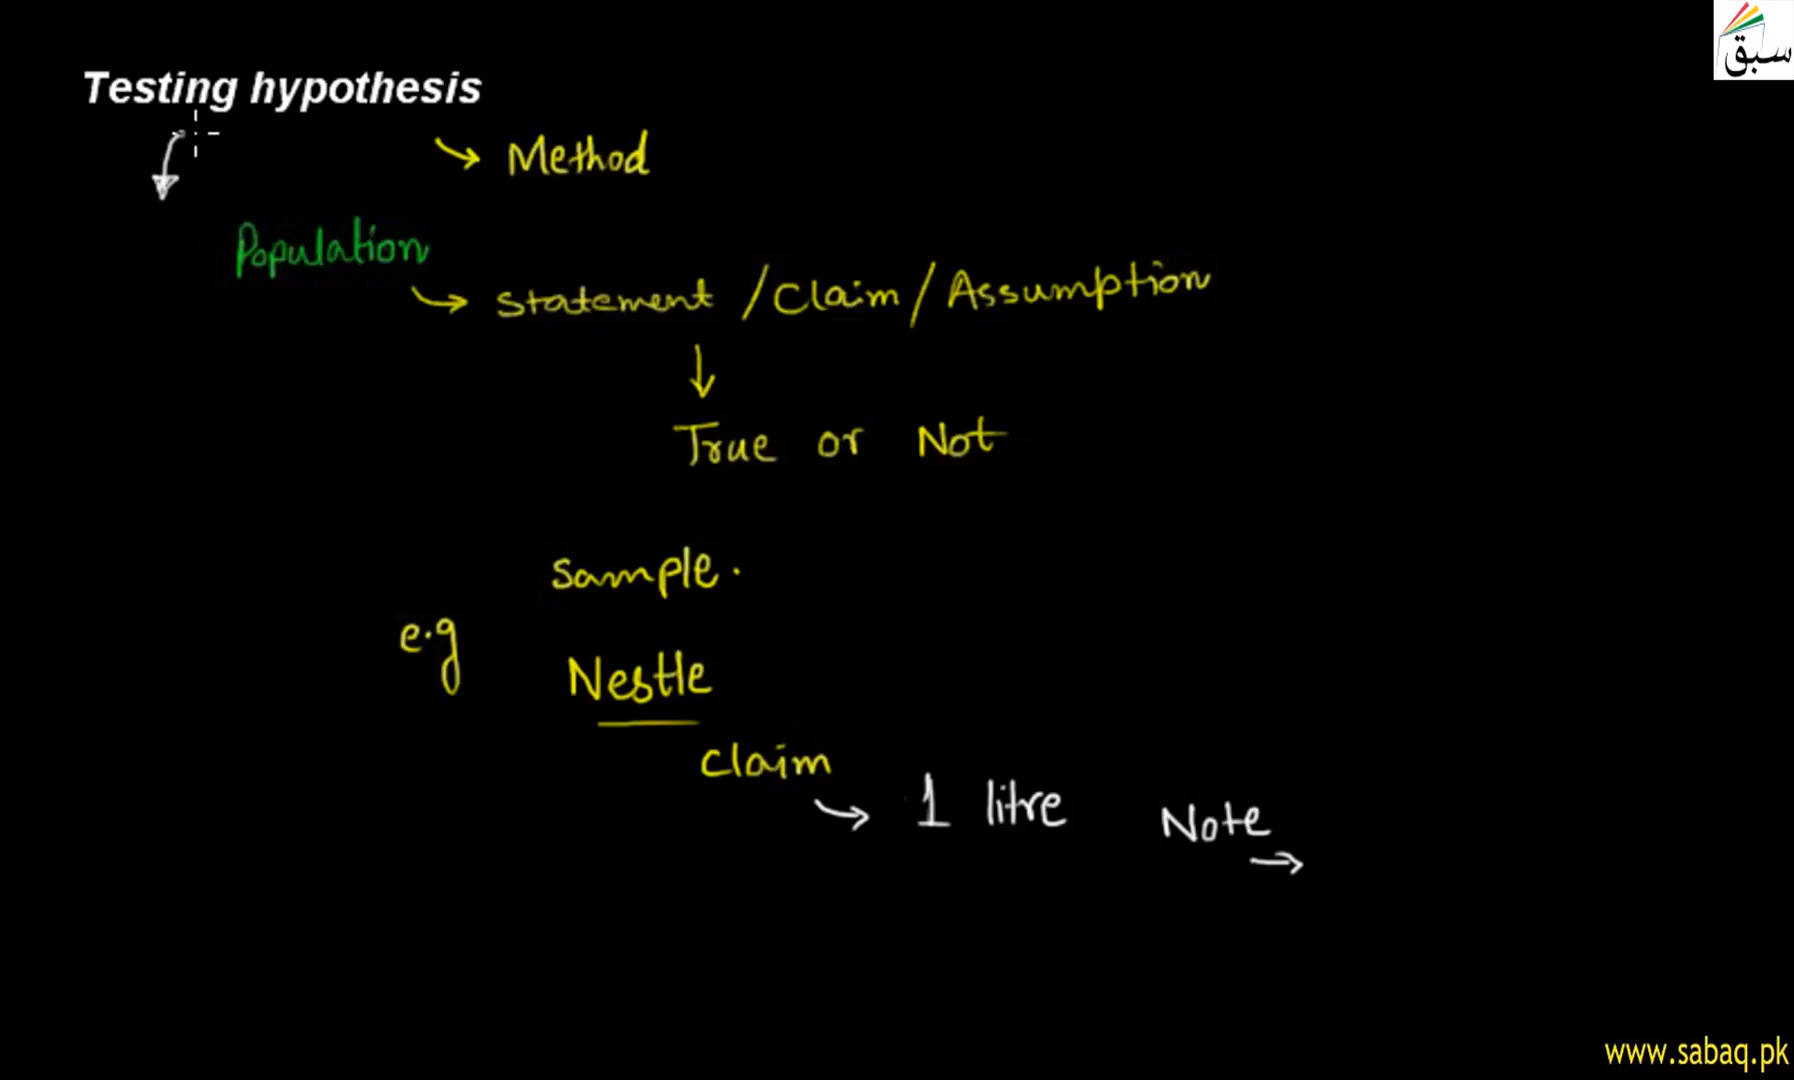 سبق
Testing hypothesis
→ Method
Population
→ Statement / Claim / Assumption
↓
True or Not
Sample.
e.g
Nestle
Claim
→ 1 litre Note
→
www.sabaq.pk